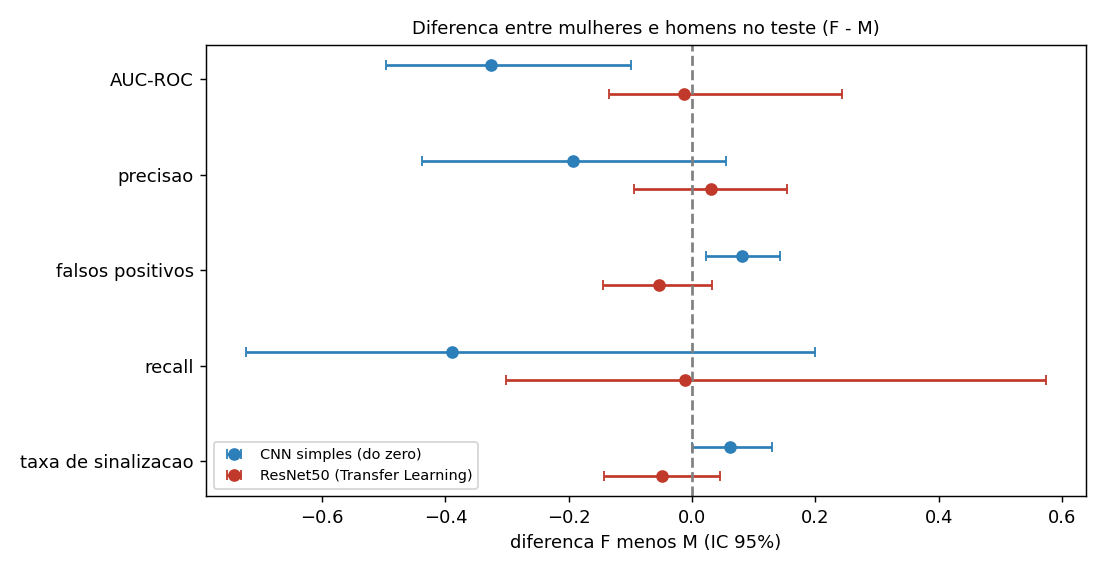 Diferenca entre mulheres e homens no teste (F - M)
AUC-ROC
precisao
falsos positivos
recall
taxa de sinalizacao
CNN simples (do zero)
ResNet50 (Transfer Learning)
−0.6 −0.4 −0.2 0.0 0.2 0.4 0.6
diferenca F menos M (IC 95%)